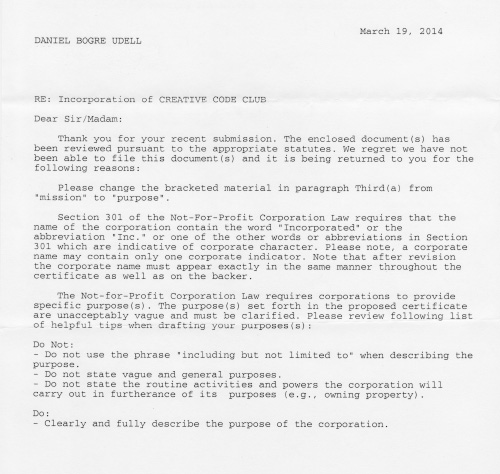 March 19, 2014
DANIEL BOGRE UDELL
RE: Incorporation of CREATIVE CODE CLUB
Dear Sir/Madam:
Thank you for your recent submission. The enclosed document(s) has
been reviewed pursuant to the appropriate statutes. We regret we have not
been able to file this document(s) and it is being returned to you for the
following reasons:
Please change the bracketed material in paragraph Third(a) from
"mission" to "purpose".
Section 301 of the Not-For-Profit Corporation Law requires that the
name of the corporation contain the word "Incorporated" or the
abbreviation "Inc." or one of the other words or abbreviations in Section
301 which are indicative of corporate character. Please note, a corporate
name may contain only one corporate indicator. Note that after revision
the corporate name must appear exactly in the same manner throughout the
certificate as well as on the backer.
The Not-for-Profit Corporation Law requires corporations to provide
specific purpose(s). The purpose(s) set forth in the proposed certificate
are unacceptably vague and must be clarified. Please review following list
of helpful tips when drafting your purposes(s):
Do Not:
- Do not use the phrase "including but not limited to" when describing the
purpose.
- Do not state vague and general purposes.
- Do not state the routine activities and powers the corporation will
carry out in furtherance of its purposes (e.g., owning property).
Do:
- Clearly and fully describe the purpose of the corporation.